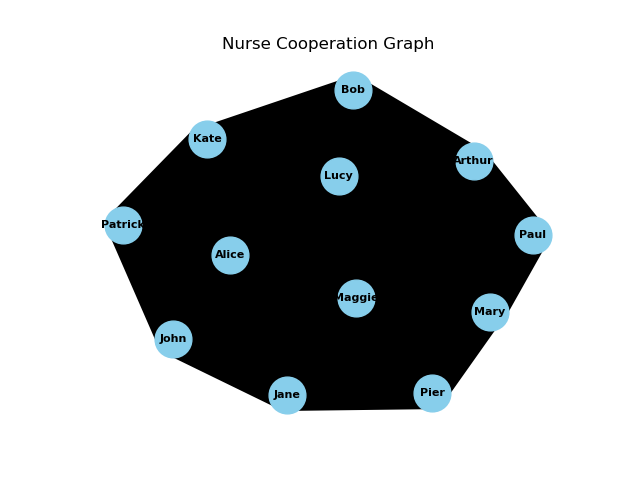 Nurse Cooperation Graph
Bob
Kate
Arthur
Lucy
Patrick
Paul
Alice
Maggie
Mary
John
Pier
Jane